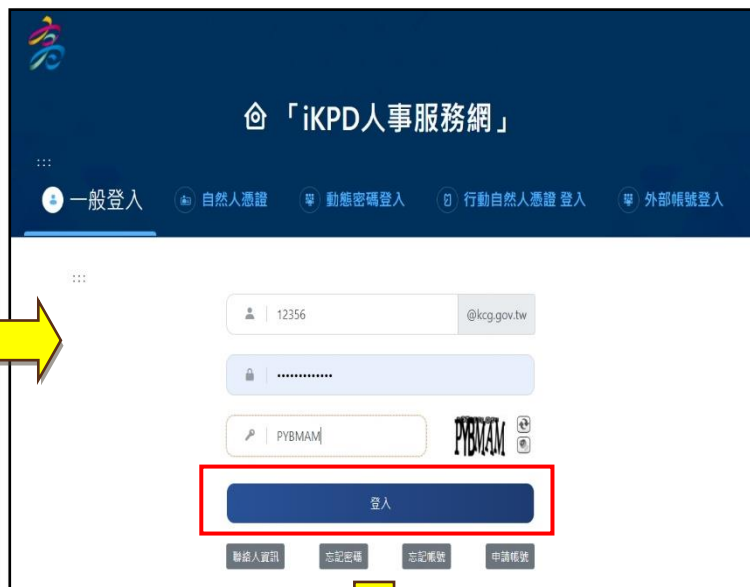 「iKPD人事服務網」
:::
一般登入 自然人憑證 動態密碼登入 行動自然人憑證 登入 外部帳號登入
:::
12356 @kcg.gov.tw
•••••••••••••
PYBMAM PYBMAM
登入
聯絡人資訊 忘記密碼 忘記帳號 申請帳號